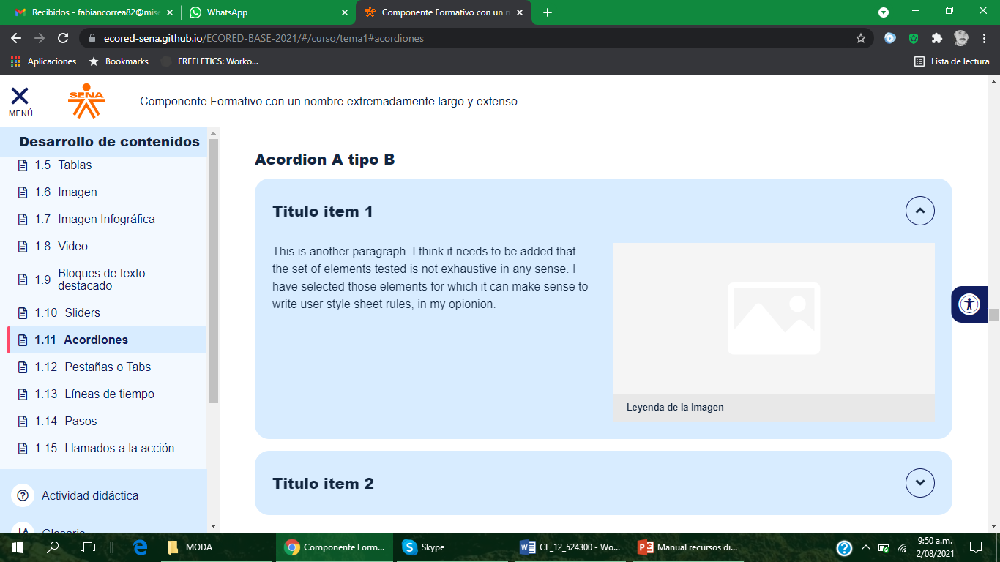 Recibidos - fabiancorrea82@mise
WhatsApp
Componente Formativo con un n
ecored-sena.github.io/ECORED-BASE-2021/#/curso/tema1#acordiones
Aplicaciones
Bookmarks
FREELETICS: Worko...
Lista de lectura
MENÚ
SENA
Componente Formativo con un nombre extremadamente largo y extenso
Desarrollo de contenidos
1.5 Tablas
1.6 Imagen
1.7 Imagen Infográfica
1.8 Video
1.9 Bloques de texto
destacado
1.10 Sliders
1.11 Acordiones
1.12 Pestañas o Tabs
1.13 Líneas de tiempo
1.14 Pasos
1.15 Llamados a la acción
Actividad didáctica
Glosario
Acordion A tipo B
Titulo item 1
This is another paragraph. I think it needs to be added that
the set of elements tested is not exhaustive in any sense. I
have selected those elements for which it can make sense to
write user style sheet rules, in my opionion.
Leyenda de la imagen
Titulo item 2
MODA
Componente Form...
Skype
CF_12_524300 - Wo...
Manual recursos di...
9:50 a.m.
2/08/2021